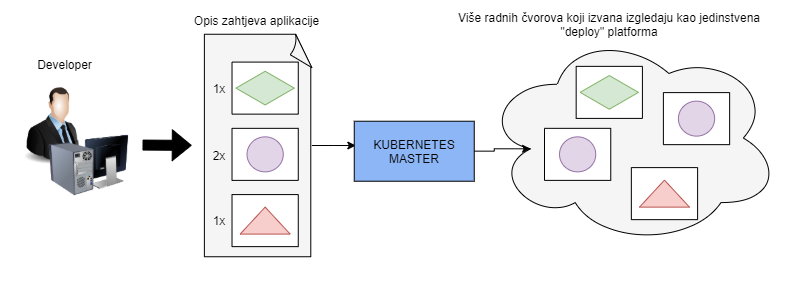 Opis zahtjeva aplikacije
Više radnih čvorova koji izvana izgledaju kao jedinstvena
"deploy" platforma
Developer
1x
2x
1x
KUBERNETES
MASTER